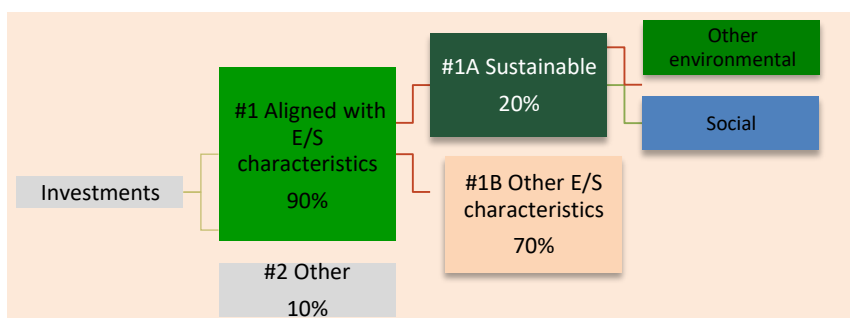 Investments
#1 Aligned with
E/S
characteristics
90%
#2 Other
10%
#1A Sustainable
20%
#1B Other E/S
characteristics
70%
Other
environmental
Social